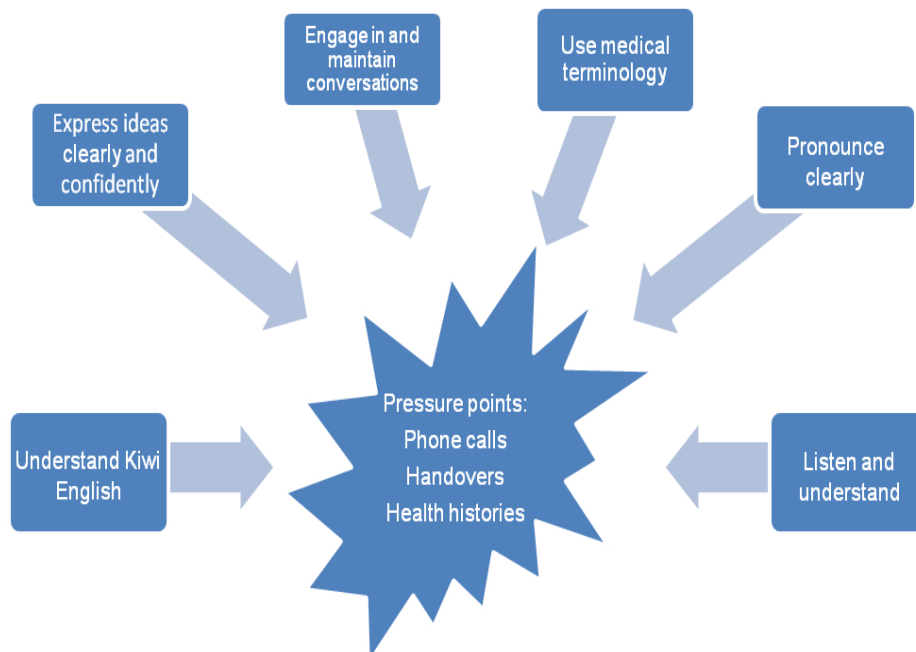 Engage in and
maintain
conversations
Use medical
terminology
Express ideas
clearly and
confidently
Pronounce
clearly
Understand Kiwi
English
Pressure points:
Phone calls
Handovers
Health histories
Listen and
understand